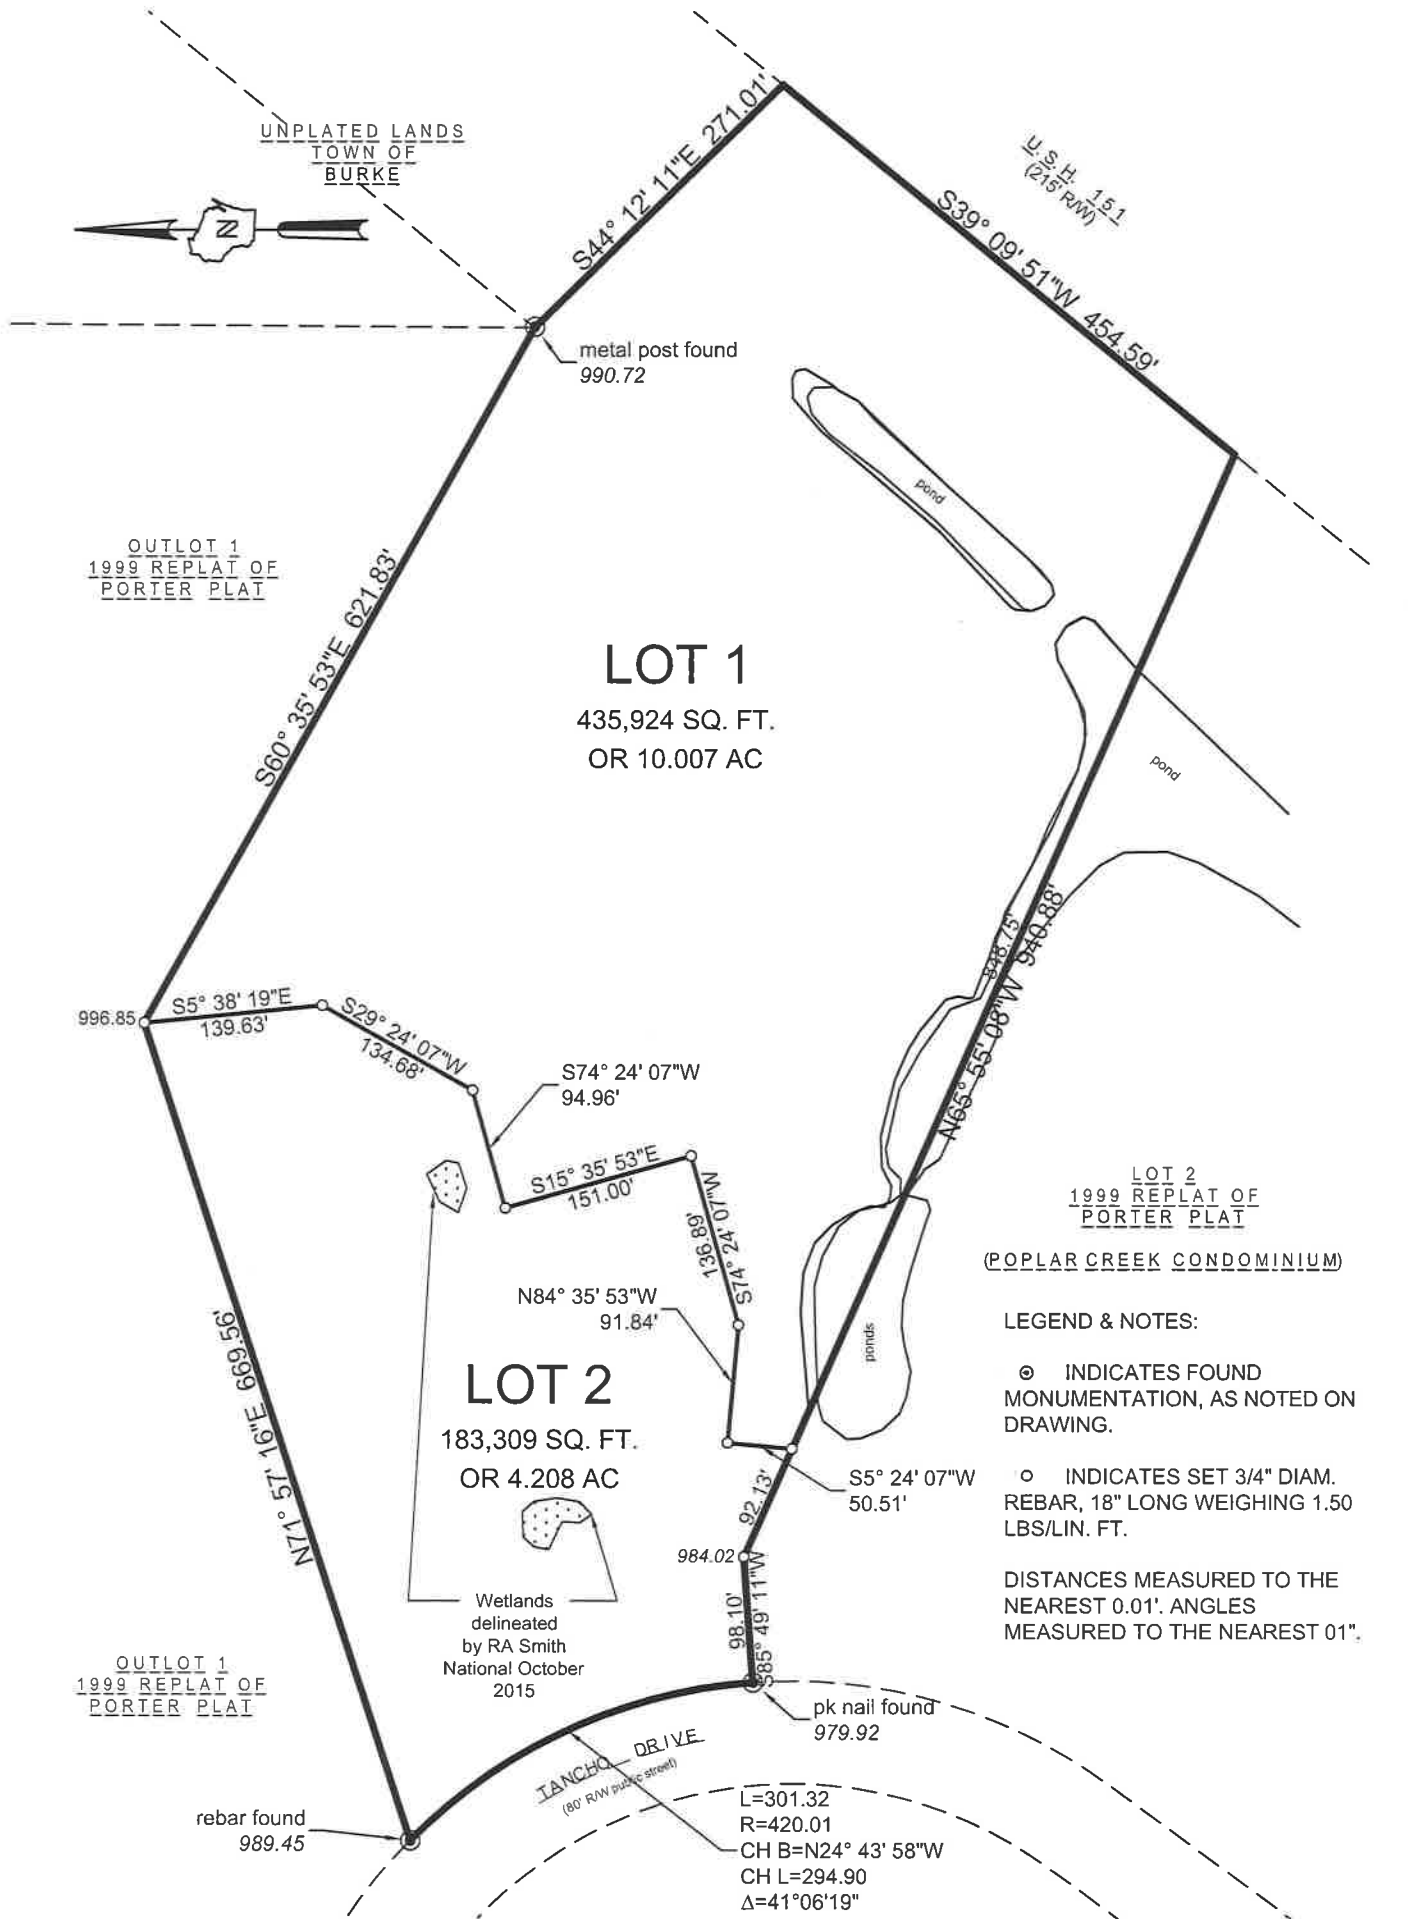 UNPLATED LANDS
TOWN OF
BURKE
N
S44° 12' 11"E 271.01'
U.S.H. 151
(215' R/W)
S39° 09' 51"W 454.59'
metal post found
990.72
pond
OUTLOT 1
1999 REPLAT OF
PORTER PLAT
S60° 35' 53"E 621.83'
LOT 1
435,924 SQ. FT.
OR 10.007 AC
pond
848.75'
N65° 55' 08"W 940.88'
996.85
S5° 38' 19"E
139.63'
S29° 24' 07"W
134.68'
S74° 24' 07"W
94.96'
S15° 35' 53"E
151.00'
136.89'
S74° 24' 07"W
LOT 2
1999 REPLAT OF
PORTER PLAT
(POPLAR CREEK CONDOMINIUM)
N84° 35' 53"W
91.84'
ponds
N71° 57' 16"E 669.56'
LOT 2
183,309 SQ. FT.
OR 4.208 AC
S5° 24' 07"W
50.51'
92.13'
984.02
98.10'
S85° 49' 11"W
LEGEND & NOTES:
INDICATES FOUND
MONUMENTATION, AS NOTED ON
DRAWING.
INDICATES SET 3/4" DIAM.
REBAR, 18" LONG WEIGHING 1.50
LBS/LIN. FT.
DISTANCES MEASURED TO THE
NEAREST 0.01'. ANGLES
MEASURED TO THE NEAREST 01".
Wetlands
delineated
by RA Smith
National October
2015
OUTLOT 1
1999 REPLAT OF
PORTER PLAT
pk nail found
979.92
TANCHO DRIVE
(80' R/W public street)
rebar found
989.45
L=301.32
R=420.01
CH B=N24° 43' 58"W
CH L=294.90
Δ=41°06'19"